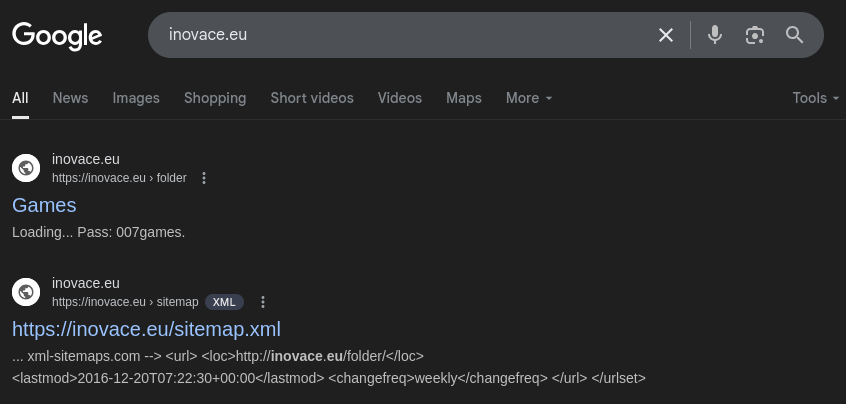 Google
inovace.eu
All News Images Shopping Short videos Videos Maps More Tools
inovace.eu
https://inovace.eu › folder
Games
Loading... Pass: 007games.
inovace.eu
https://inovace.eu › sitemap XML
https://inovace.eu/sitemap.xml
... xml-sitemaps.com --> <url> <loc>http://inovace.eu/folder/</loc>
<lastmod>2016-12-20T07:22:30+00:00</lastmod> <changefreq>weekly</changefreq> </url> </urlset>